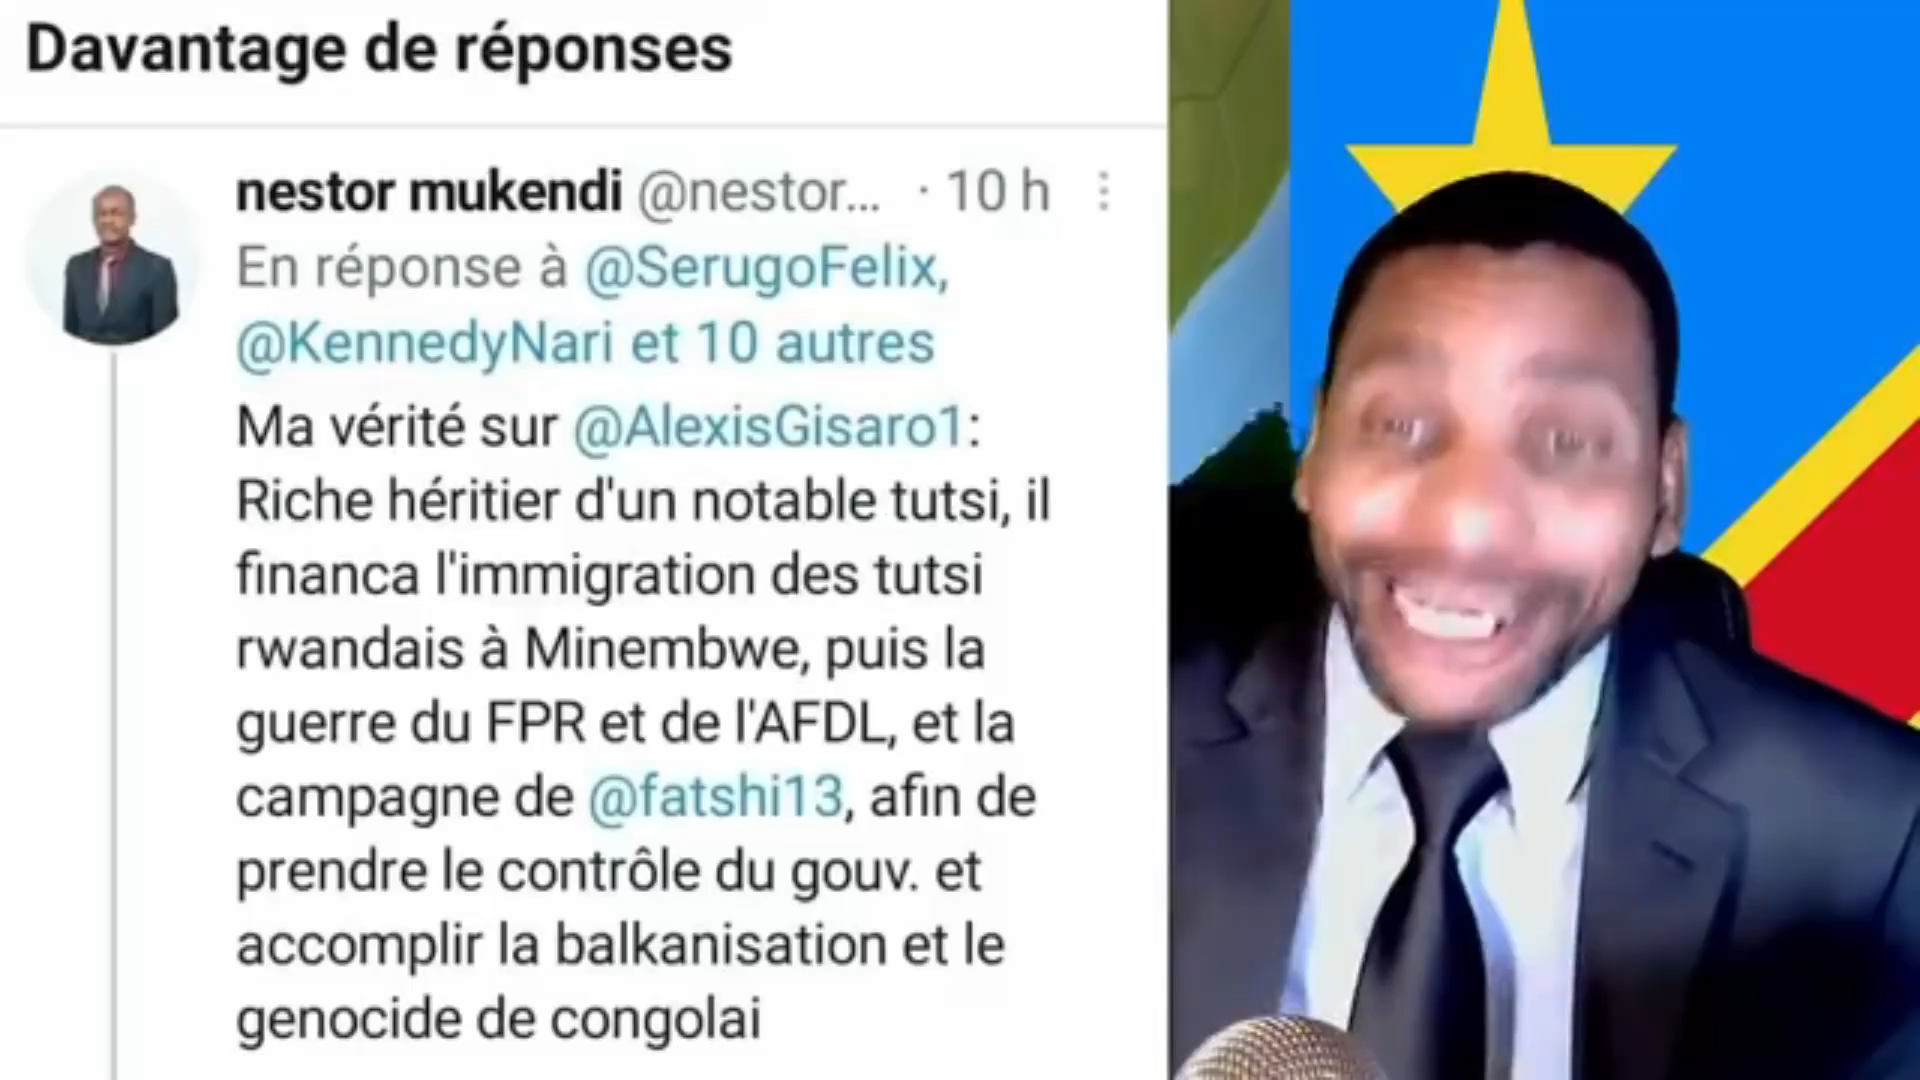 Davantage de réponses
nestor mukendi @nestor... · 10 h
En réponse à @SerugoFelix,
@KennedyNari et 10 autres
Ma vérité sur @AlexisGisaro1:
Riche héritier d'un notable tutsi, il
financa l'immigration des tutsi
rwandais à Minembwe, puis la
guerre du FPR et de l'AFDL, et la
campagne de @fatshi13, afin de
prendre le contrôle du gouv. et
accomplir la balkanisation et le
genocide de congolai